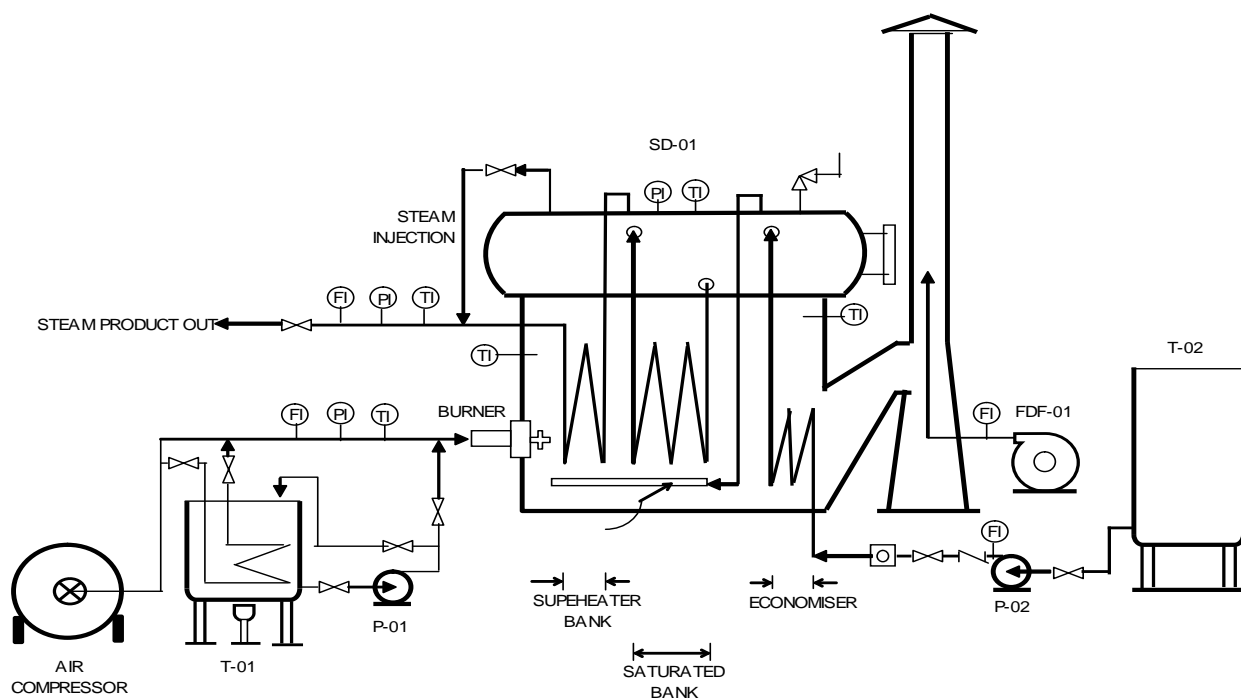 SD-01
PI
TI
STEAM
INJECTION
FI
PI
TI
STEAM PRODUCT OUT
TI
TI
T-02
BURNER
FI
PI
TI
FI
FDF-01
FI
P-02
SUPEHEATER
BANK
ECONOMISER
P-01
T-01
AIR
COMPRESSOR
SATURATED
BANK